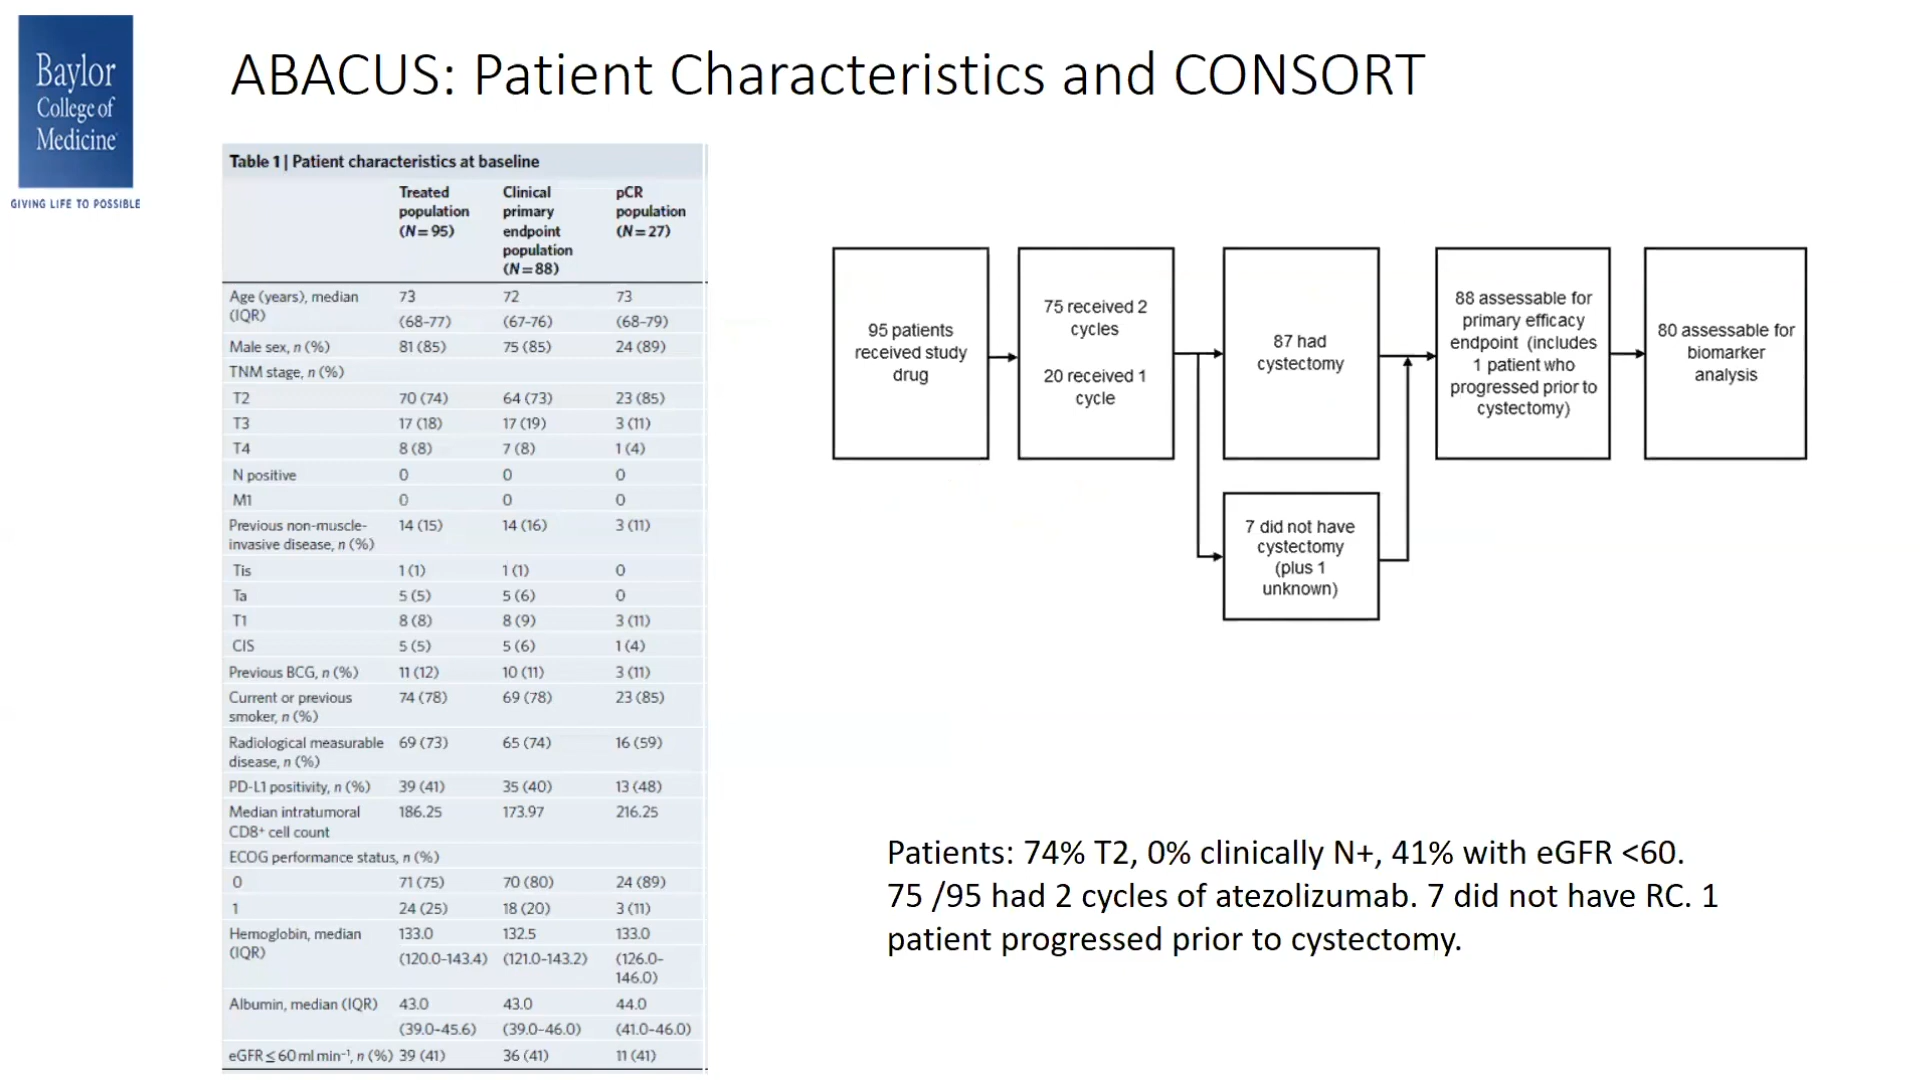 Baylor
College of
Medicine
GIVING LIFE TO POSSIBLE
ABACUS: Patient Characteristics and CONSORT
Table 1 | Patient characteristics at baseline
Treated population (N=95) Clinical primary endpoint population (N=88) pCR population (N=27)
Age (years), median (IQR) 73 72 73
(68-77) (67-76) (68-79)
Male sex, n (%) 81 (85) 75 (85) 24 (89)
TNM stage, n (%)
T2 70 (74) 64 (73) 23 (85)
T3 17 (18) 17 (19) 3 (11)
T4 8 (8) 7 (8) 1 (4)
N positive 0 0 0
M1 0 0 0
Previous non-muscle-invasive disease, n (%) 14 (15) 14 (16) 3 (11)
Tis 1 (1) 1 (1) 0
Ta 5 (5) 5 (6) 0
T1 8 (8) 8 (9) 3 (11)
CIS 5 (5) 5 (6) 1 (4)
Previous BCG, n (%) 11 (12) 10 (11) 3 (11)
Current or previous smoker, n (%) 74 (78) 69 (78) 23 (85)
Radiological measurable disease, n (%) 69 (73) 65 (74) 16 (59)
PD-L1 positivity, n (%) 39 (41) 35 (40) 13 (48)
Median intratumoral CD8+ cell count 186.25 173.97 216.25
ECOG performance status, n (%)
0 71 (75) 70 (80) 24 (89)
1 24 (25) 18 (20) 3 (11)
Hemoglobin, median (IQR) 133.0 132.5 133.0
(120.0-143.4) (121.0-143.2) (126.0-146.0)
Albumin, median (IQR) 43.0 43.0 44.0
(39.0-45.6) (39.0-46.0) (41.0-46.0)
eGFR ≤ 60 ml min⁻¹, n (%) 39 (41) 36 (41) 11 (41)
95 patients
received study
drug
75 received 2
cycles
20 received 1
cycle
87 had
cystectomy
7 did not have
cystectomy
(plus 1
unknown)
88 assessable for
primary efficacy
endpoint (includes
1 patient who
progressed prior to
cystectomy)
80 assessable for
biomarker
analysis
Patients: 74% T2, 0% clinically N+, 41% with eGFR <60.
75 /95 had 2 cycles of atezolizumab. 7 did not have RC. 1
patient progressed prior to cystectomy.